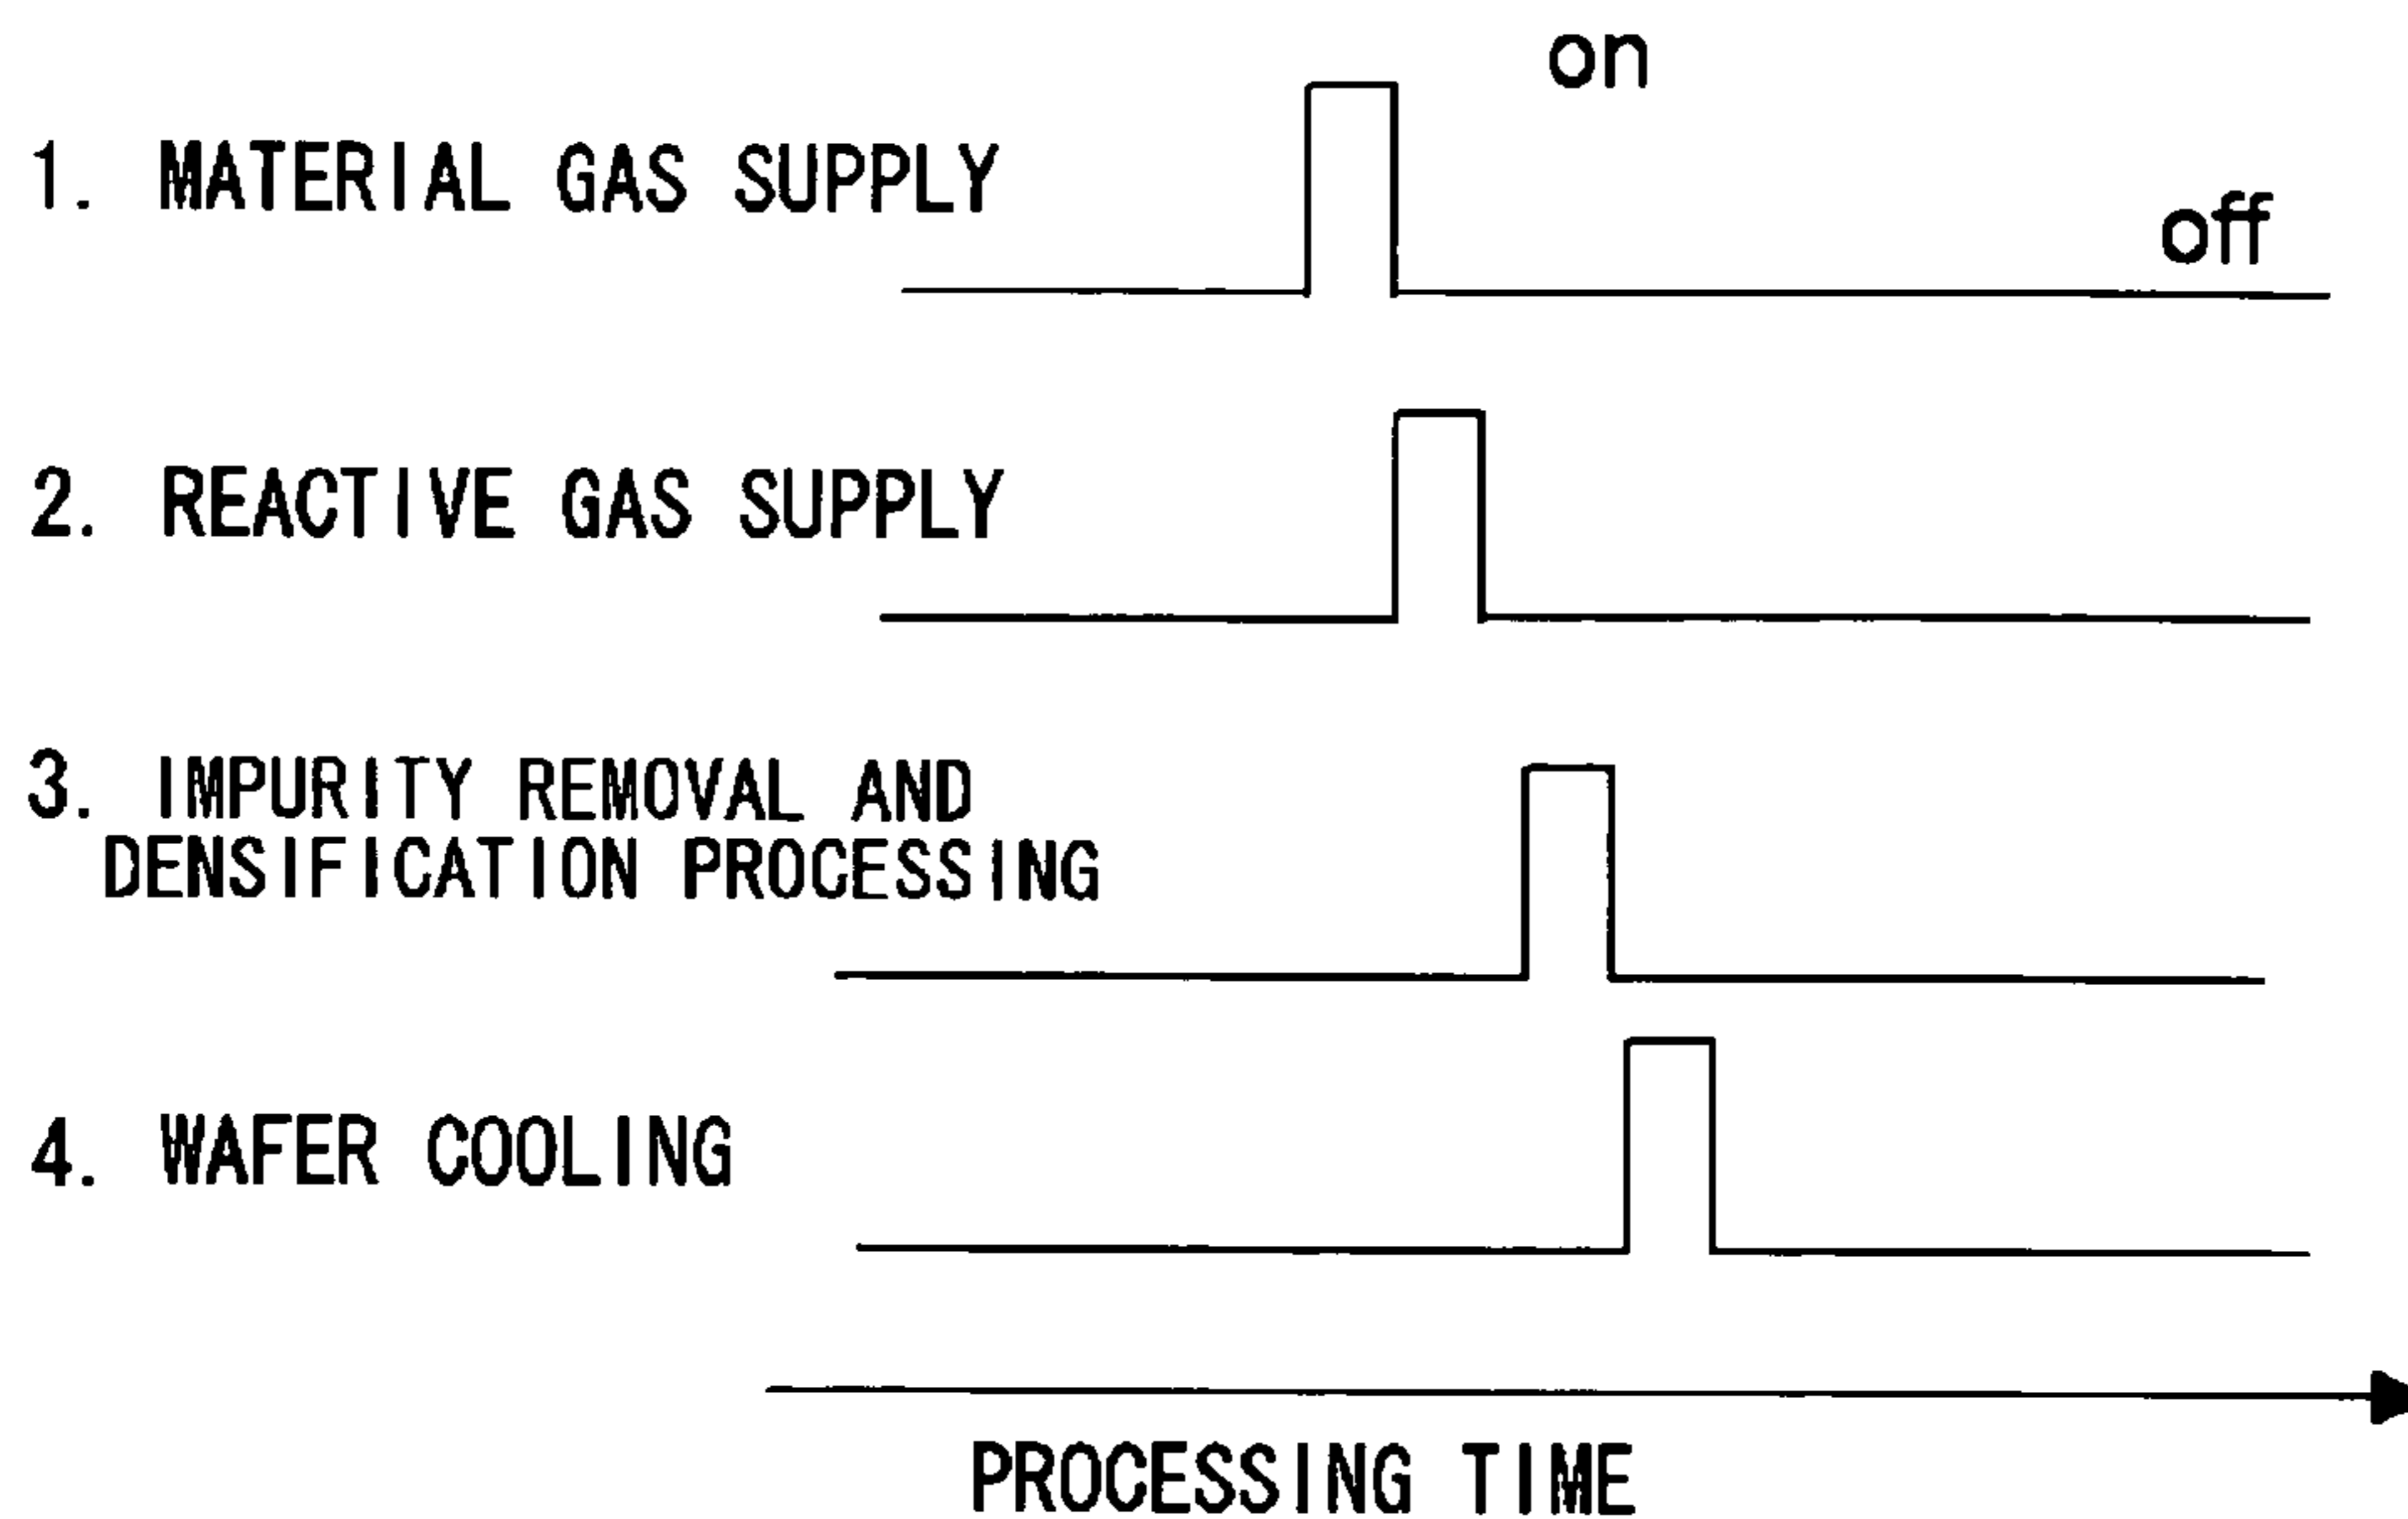 on
1. MATERIAL GAS SUPPLY
off
2. REACTIVE GAS SUPPLY
3. IMPURITY REMOVAL AND
DENSIFICATION PROCESSING
4. WAFER COOLING
PROCESSING TIME